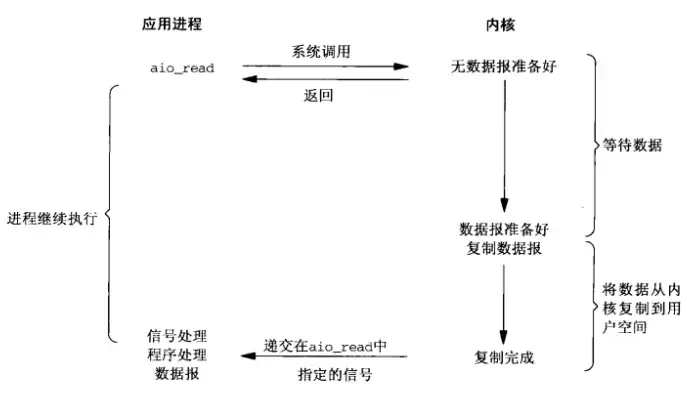 应用进程
内核
系统调用
aio_read
无数据报准备好
返回
等待数据
进程继续执行
数据报准备好
复制数据报
将数据从内
核复制到用
户空间
信号处理
程序处理
数据报
递交在aio_read中
指定的信号
复制完成